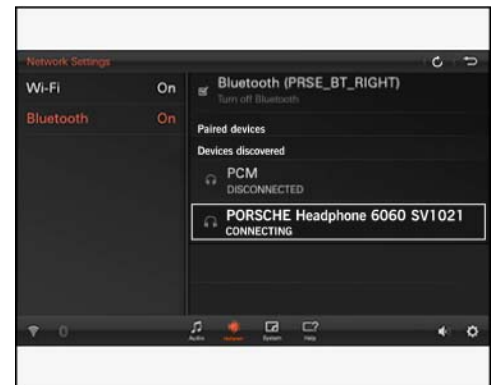 Network Settings
Wi-Fi On
Bluetooth On
Bluetooth (PRSE_BT_RIGHT)
Turn off Bluetooth
Paired devices
Devices discovered
PCM
DISCONNECTED
PORSCHE Headphone 6060 SV1021
CONNECTING
Audio Network System Help